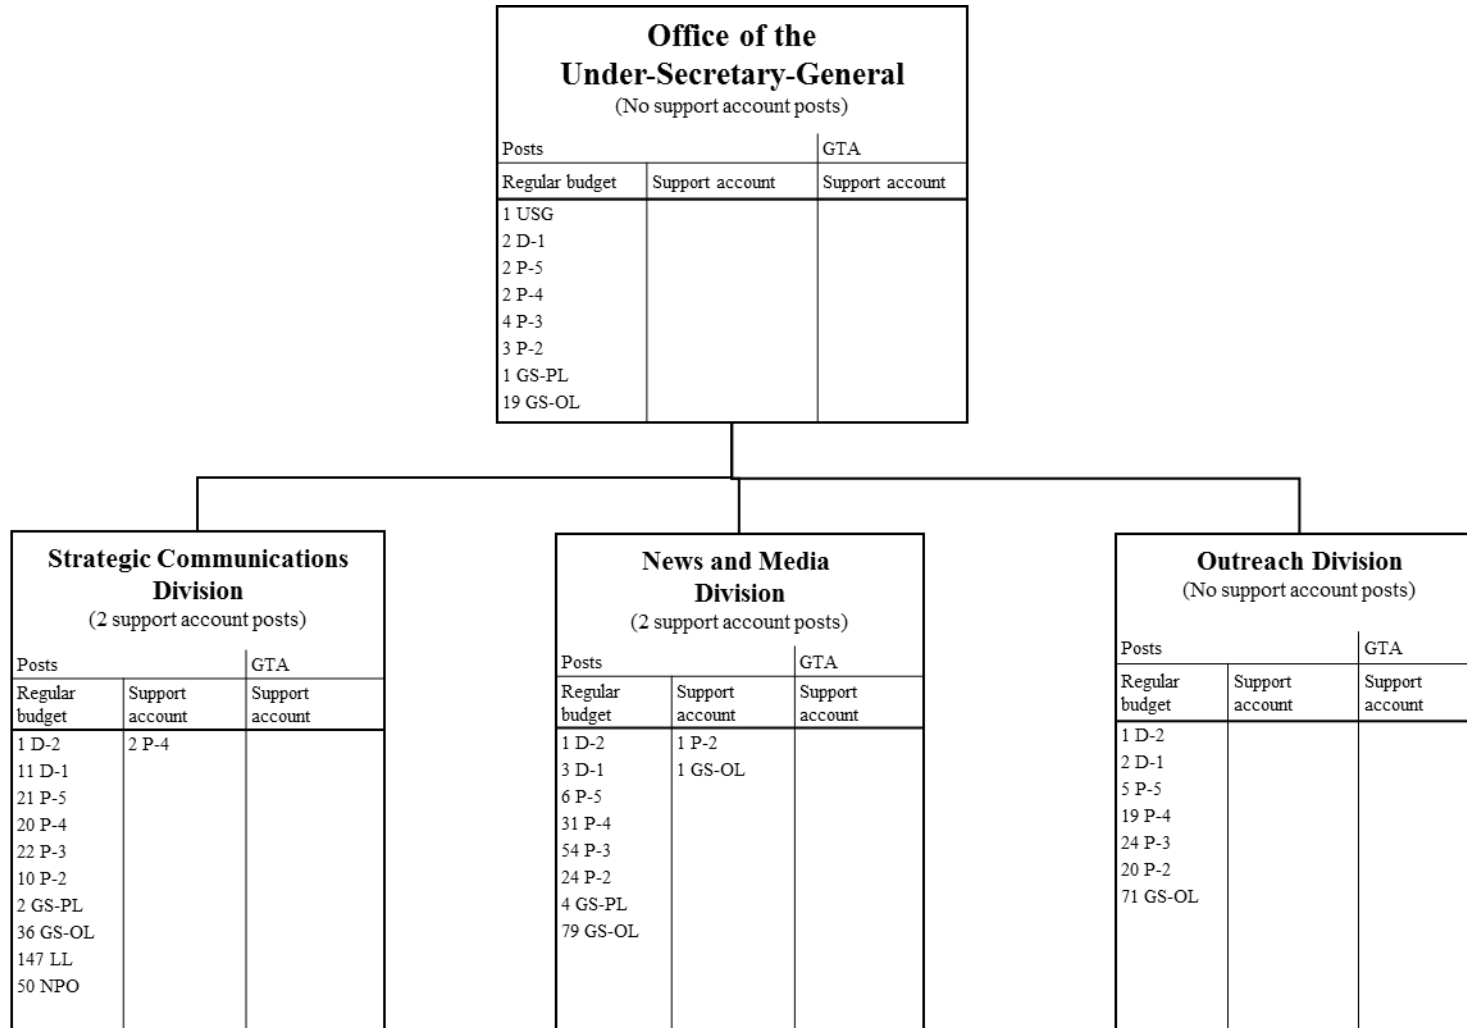 Office of the
Under-Secretary-General
(No support account posts)
Posts GTA
Regular budget Support account Support account
1 USG
2 D-1
2 P-5
2 P-4
4 P-3
3 P-2
1 GS-PL
19 GS-OL
Strategic Communications
Division
(2 support account posts)
Posts GTA
Regular Support Support
budget account account
1 D-2 2 P-4
11 D-1
21 P-5
20 P-4
22 P-3
10 P-2
2 GS-PL
36 GS-OL
147 LL
50 NPO
News and Media
Division
(2 support account posts)
Posts GTA
Regular Support Support
budget account account
1 D-2 1 P-2
3 D-1 1 GS-OL
6 P-5
31 P-4
54 P-3
24 P-2
4 GS-PL
79 GS-OL
Outreach Division
(No support account posts)
Posts GTA
Regular Support Support
budget account account
1 D-2
2 D-1
5 P-5
19 P-4
24 P-3
20 P-2
71 GS-OL